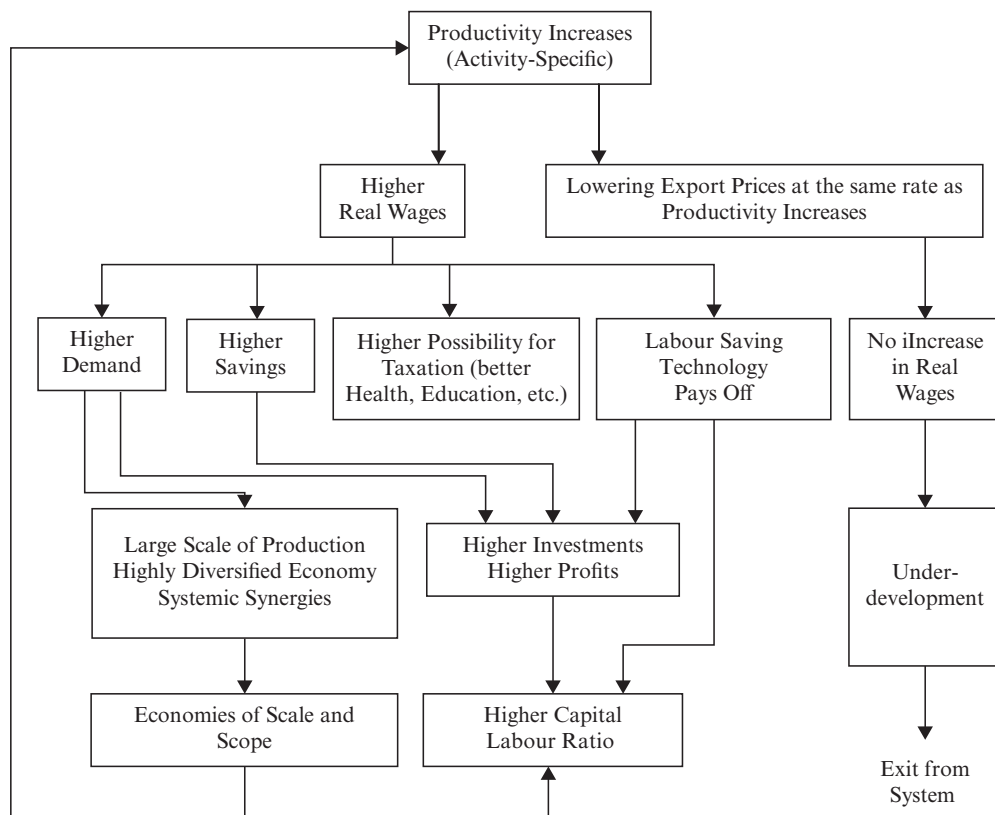 Productivity Increases
(Activity-Specific)
Higher
Real Wages
Lowering Export Prices at the same rate as
Productivity Increases
Higher
Demand
Higher
Savings
Higher Possibility for
Taxation (better
Health, Education, etc.)
Labour Saving
Technology
Pays Off
No iIncrease
in Real
Wages
Large Scale of Production
Highly Diversified Economy
Systemic Synergies
Higher Investments
Higher Profits
Under-
development
Economies of Scale and
Scope
Higher Capital
Labour Ratio
Exit from
System